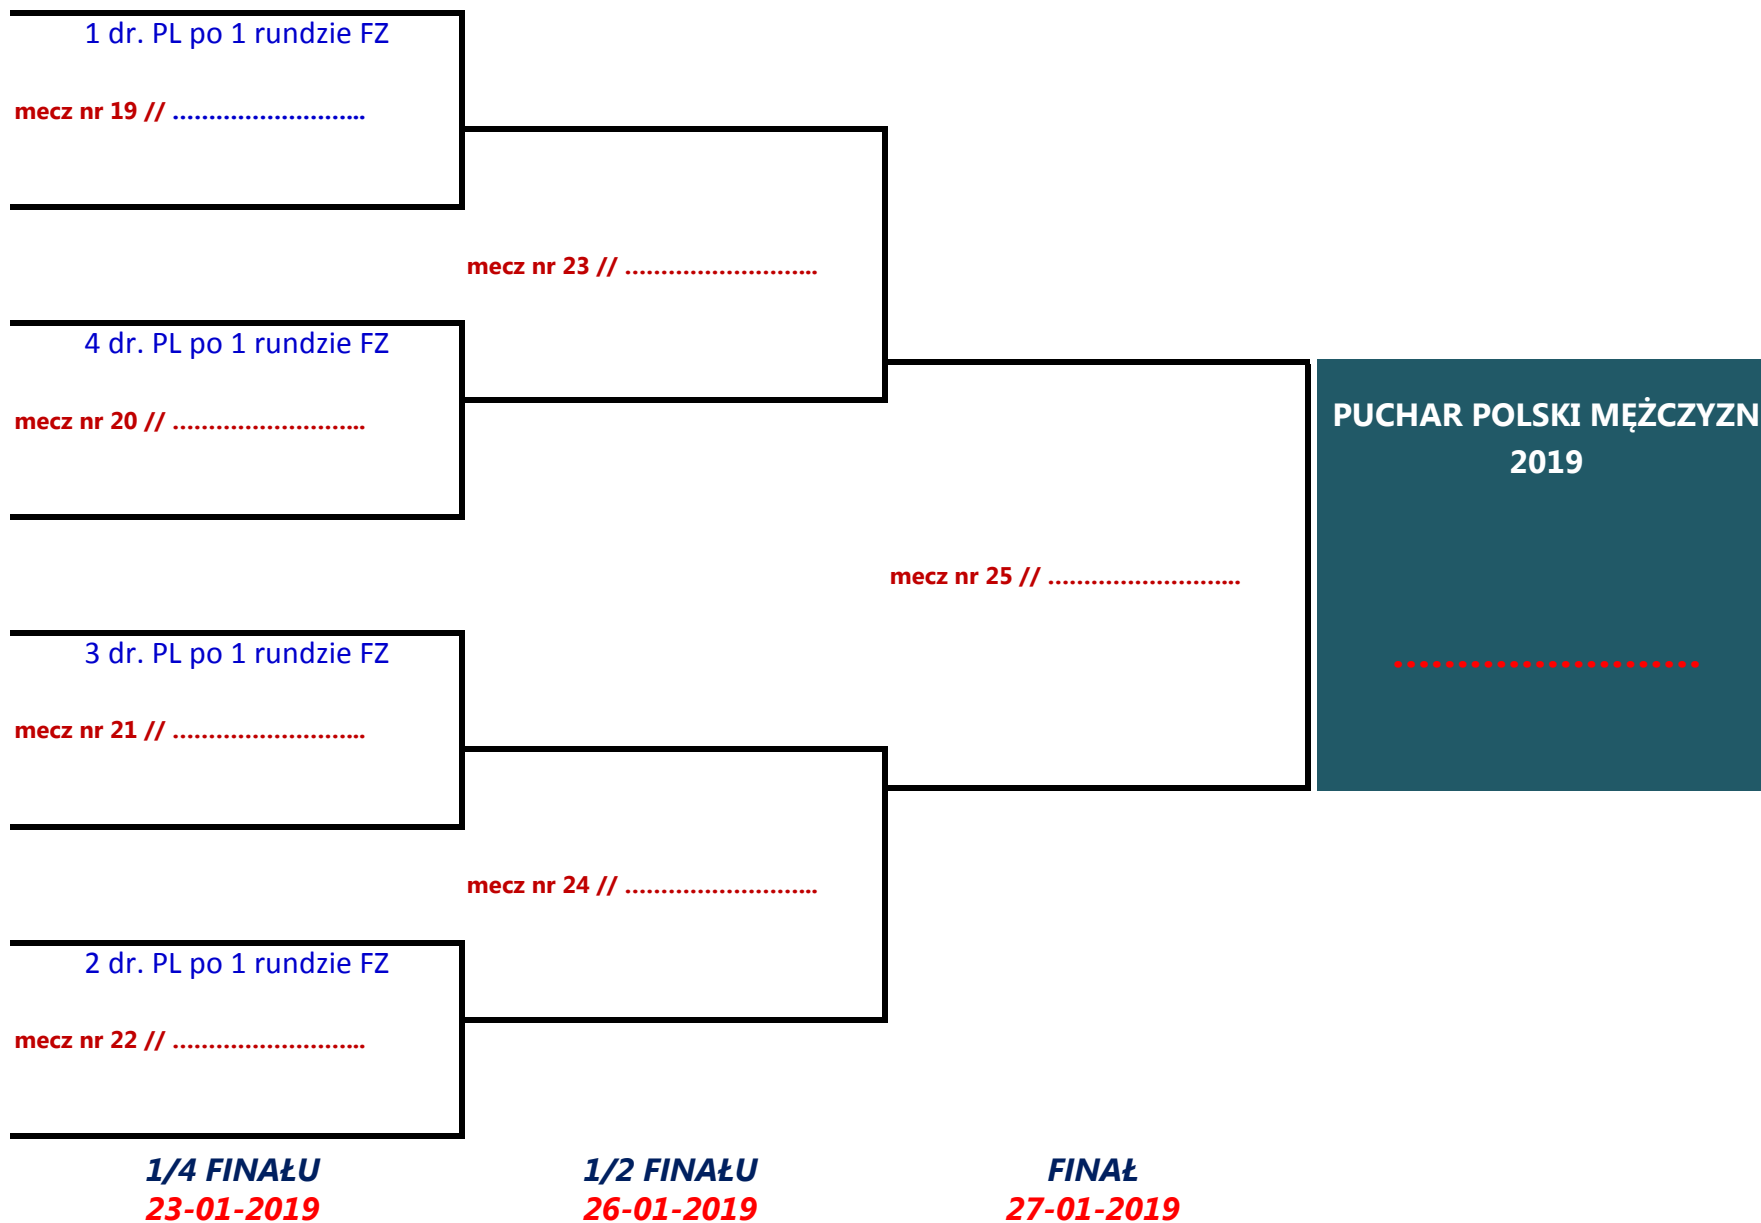 1 dr. PL po 1 rundzie FZ
mecz nr 19 // ...........................
mecz nr 23 // ...........................
4 dr. PL po 1 rundzie FZ
mecz nr 20 // ...........................
PUCHAR POLSKI MĘŻCZYZN
2019
mecz nr 25 // ...........................
3 dr. PL po 1 rundzie FZ
........................
mecz nr 21 // ...........................
mecz nr 24 // ...........................
2 dr. PL po 1 rundzie FZ
mecz nr 22 // ...........................
1/4 FINAŁU
23-01-2019
1/2 FINAŁU
26-01-2019
FINAŁ
27-01-2019